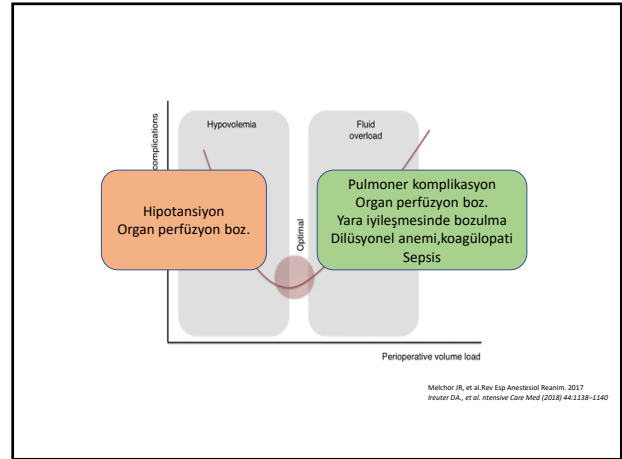 Hypovolemia
Fluid
overload
complications
Hipotansiyon
Organ perfüzyon boz.
Optimal
Pulmoner komplikasyon
Organ perfüzyon boz.
Yara iyileşmesinde bozulma
Dilüsyonel anemi,koagülopati
Sepsis
Perioperative volume load
Melchor JR, et al.Rev Esp Anestesiol Reanim. 2017
Ireuter DA., et al. ntensive Care Med (2018) 44:1138–1140